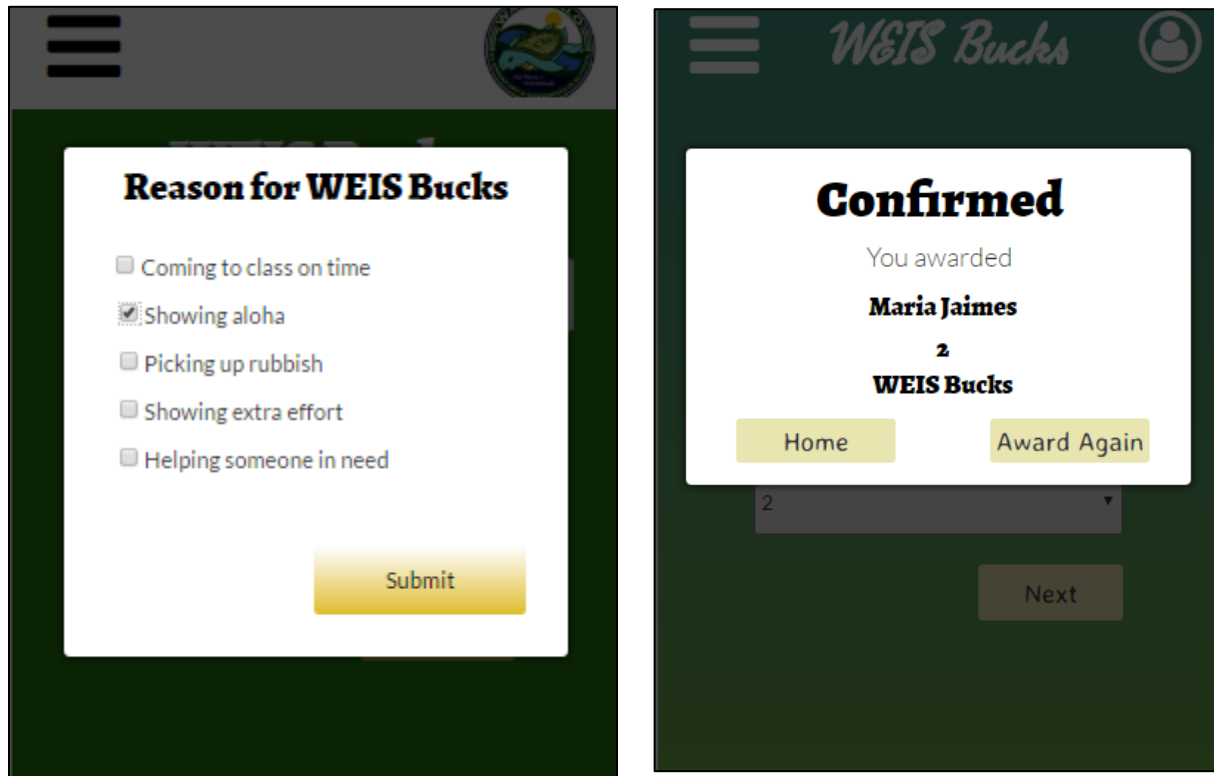 Reason for WEIS Bucks
Coming to class on time
Showing aloha
Picking up rubbish
Showing extra effort
Helping someone in need
Submit
WEIS Bucks
Confirmed
You awarded
Maria Jaimes
2
WEIS Bucks
Home
Award Again
2
Next